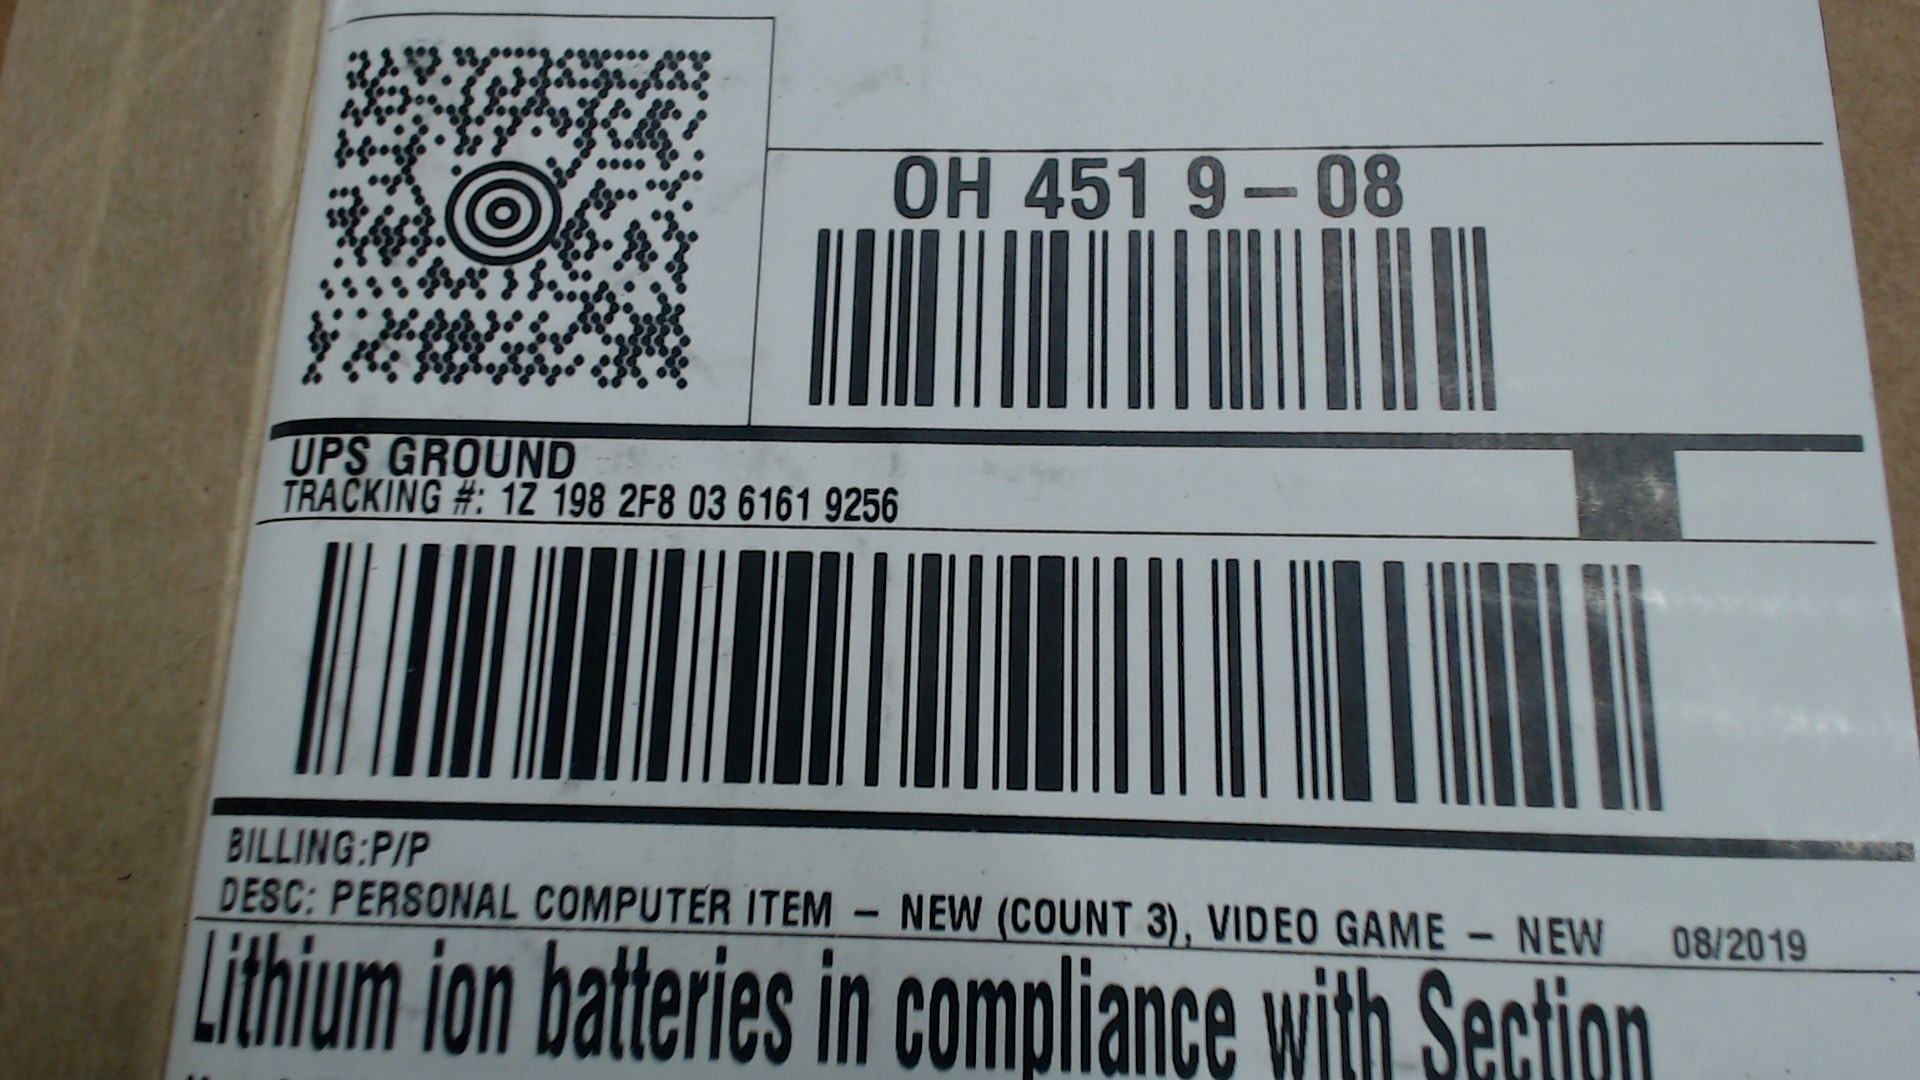 OH 451 9-08
UPS GROUND
TRACKING #: 1Z 198 2F8 03 6161 9256
BILLING:P/P
DESC: PERSONAL COMPUTER ITEM - NEW (COUNT 3), VIDEO GAME - NEW 08/2019
Lithium ion batteries in compliance with Section